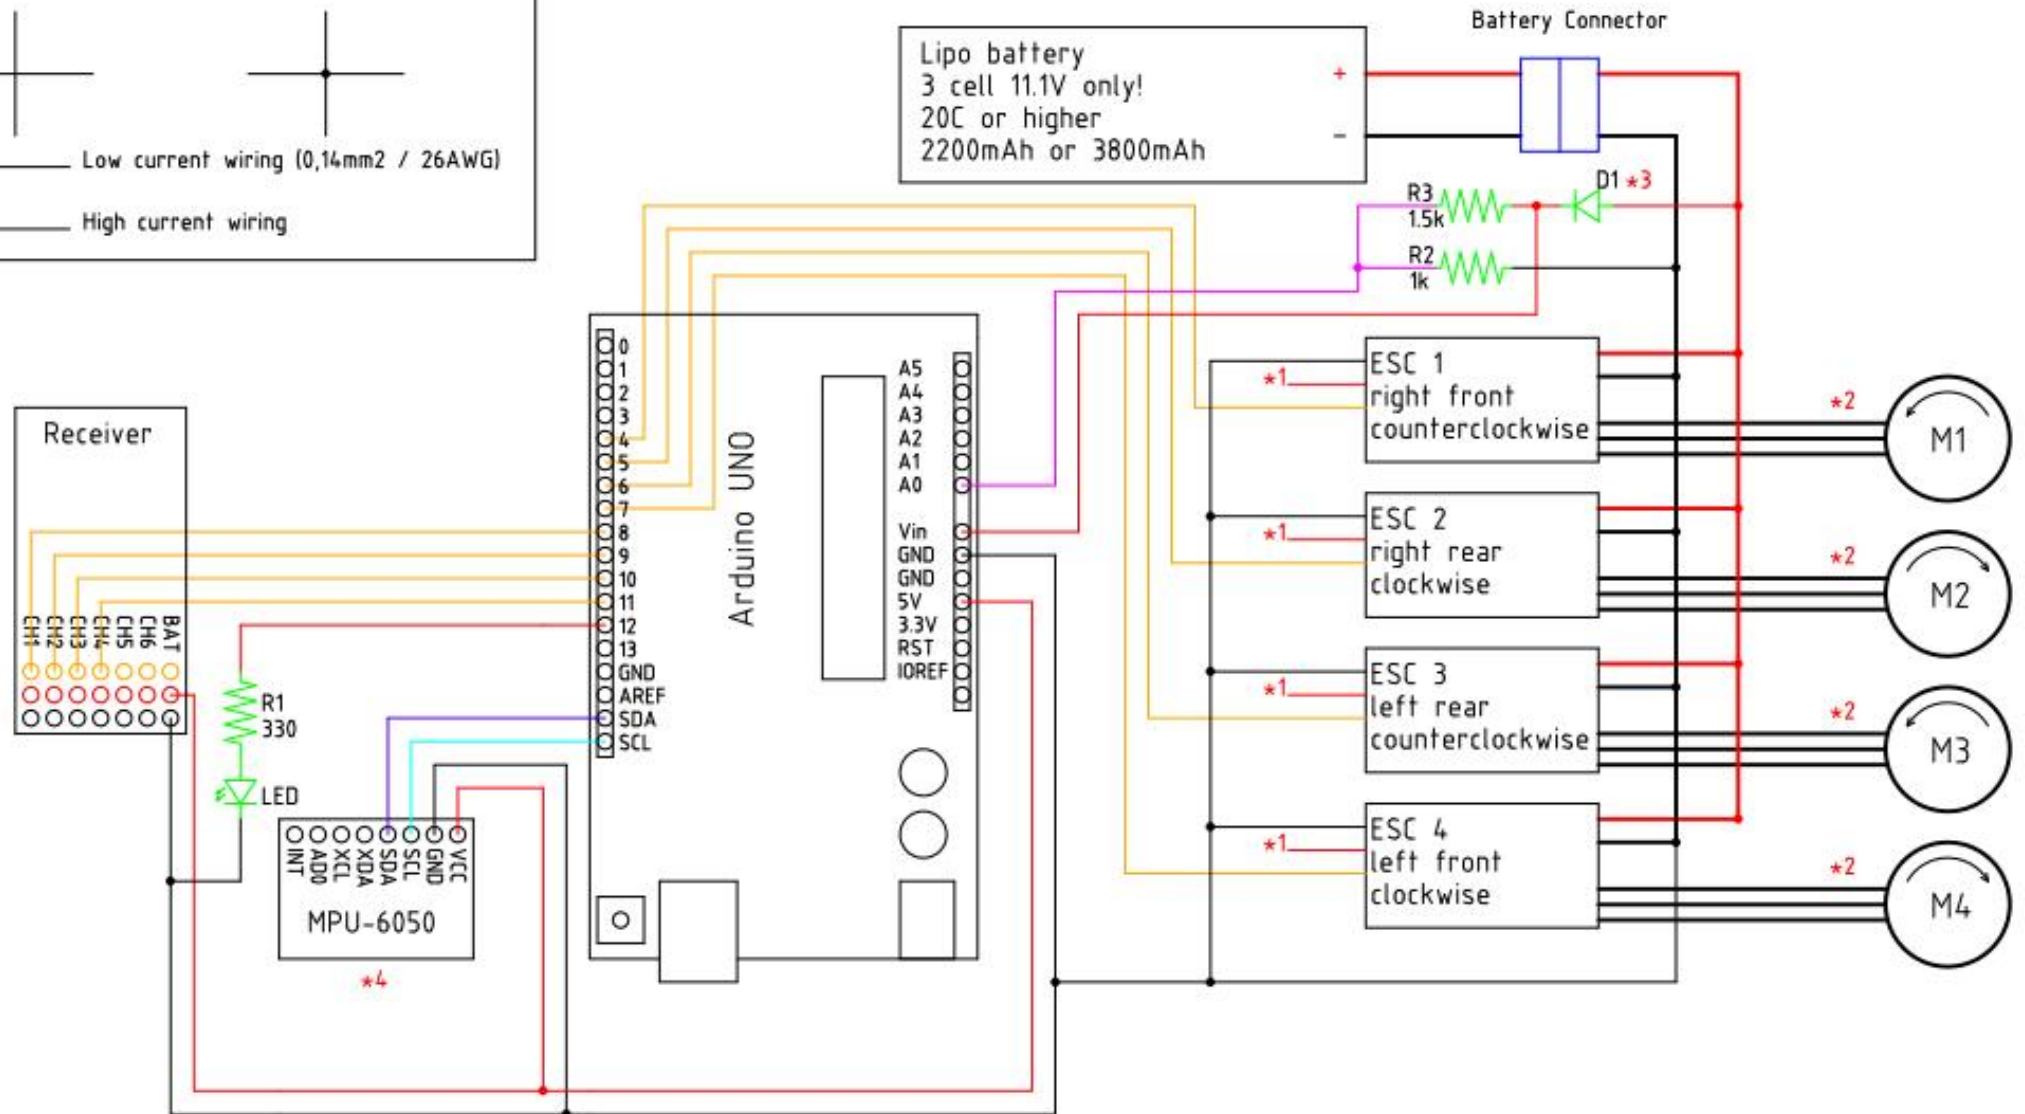 Low current wiring (0,14mm2 / 26AWG)
High current wiring
Battery Connector
Lipo battery
3 cell 11.1V only!
20C or higher
2200mAh or 3800mAh
+
-
R3
1.5k
D1 *3
R2
1k
Receiver
CH1
CH2
CH3
CH4
CH5
CH6
BAT
R1
330
LED
INT
AD0
XCL
XDA
SDA
SCL
GND
VCC
MPU-6050
*4
Arduino UNO
0
1
2
3
4
5
6
7
8
9
10
11
12
13
GND
AREF
SDA
SCL
A5
A4
A3
A2
A1
A0
Vin
GND
GND
5V
3.3V
RST
IOREF
*1
ESC 1
right front
counterclockwise
*2
M1
*1
ESC 2
right rear
clockwise
*2
M2
*1
ESC 3
left rear
counterclockwise
*2
M3
*1
ESC 4
left front
clockwise
*2
M4